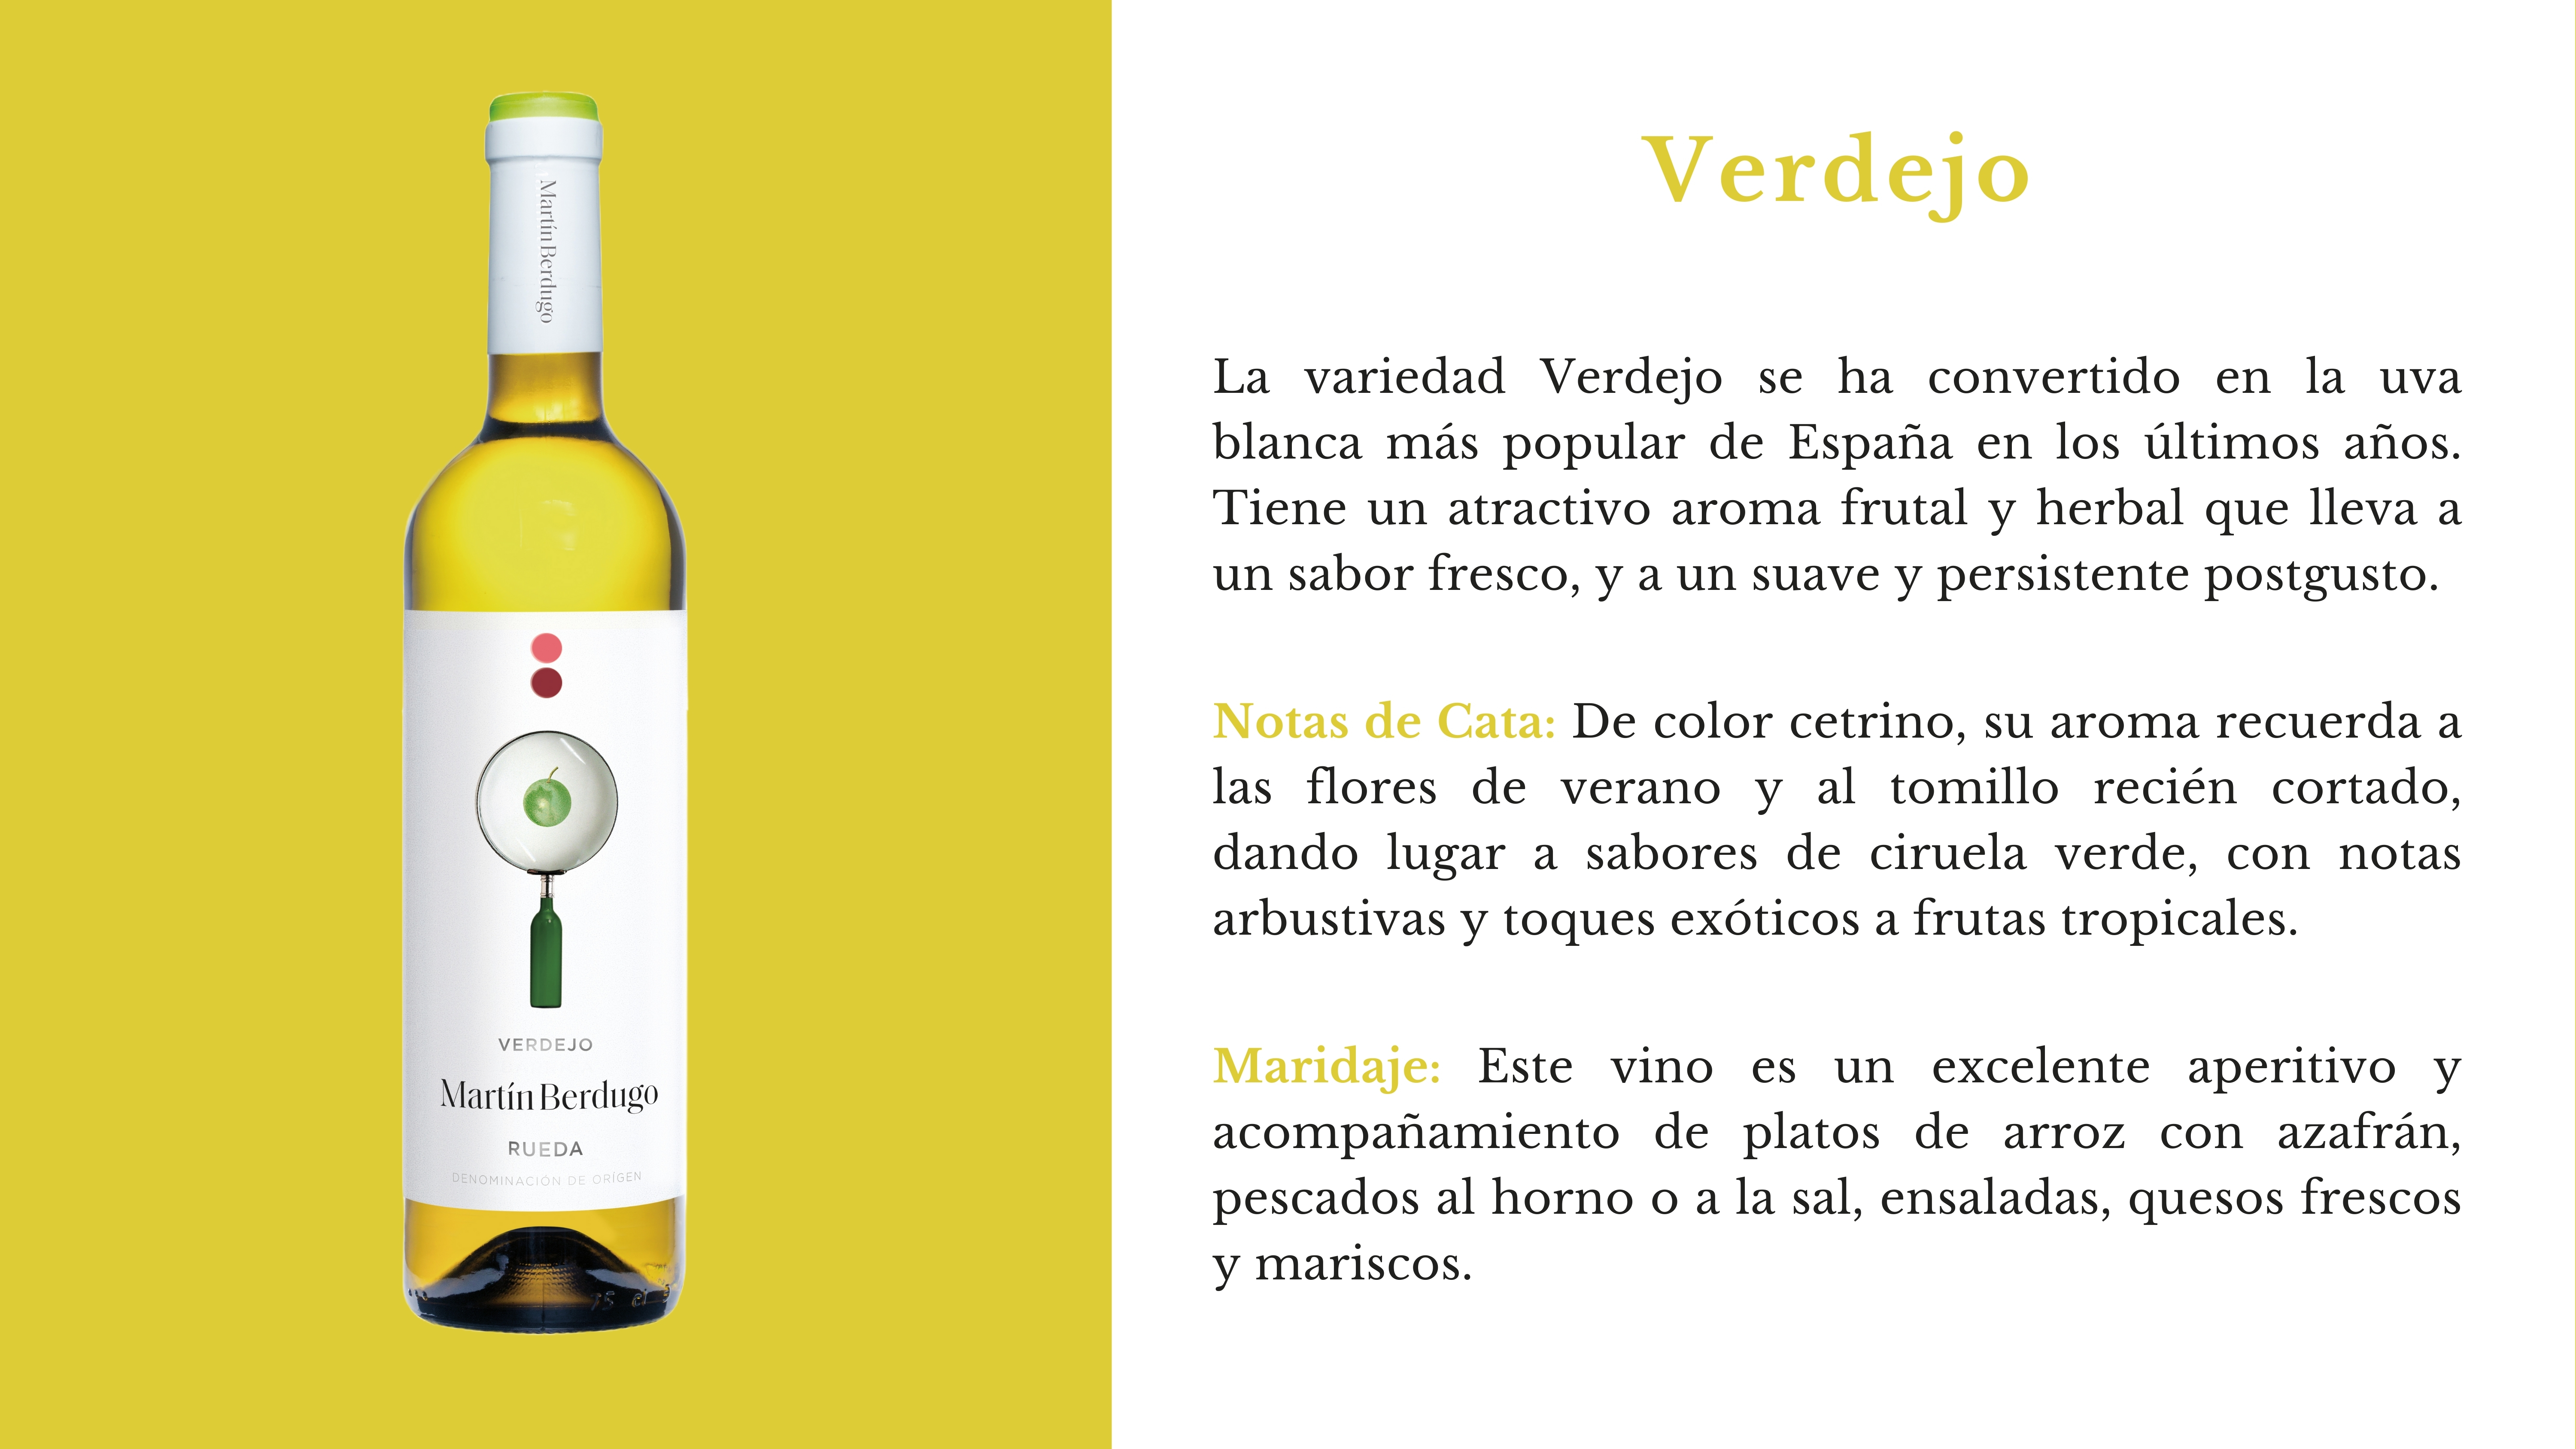 MartínBerdugo
VERDEJO
Martín Berdugo
RUEDA
DENOMINACIÓN DE ORÍGEN
75 cl
Verdejo
La variedad Verdejo se ha convertido en la uva
blanca más popular de España en los últimos años.
Tiene un atractivo aroma frutal y herbal que lleva a
un sabor fresco, y a un suave y persistente postgusto.
Notas de Cata: De color cetrino, su aroma recuerda a
las flores de verano y al tomillo recién cortado,
dando lugar a sabores de ciruela verde, con notas
arbustivas y toques exóticos a frutas tropicales.
Maridaje: Este vino es un excelente aperitivo y
acompañamiento de platos de arroz con azafrán,
pescados al horno o a la sal, ensaladas, quesos frescos
y mariscos.